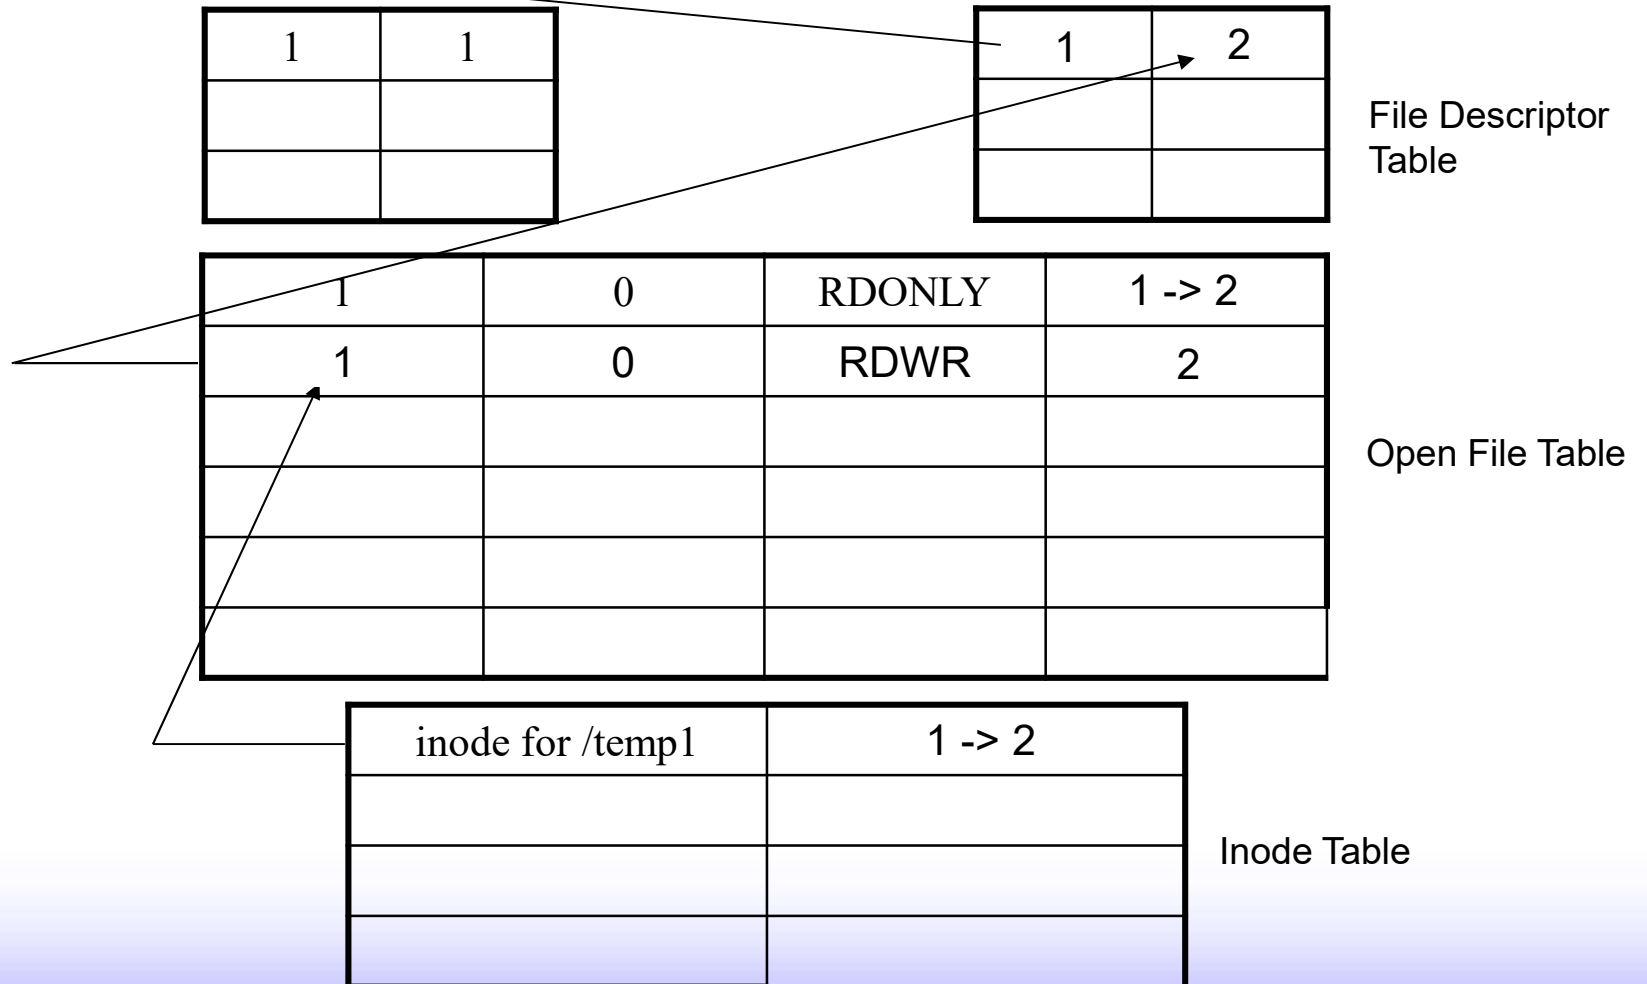 1 1 1 2
File Descriptor
Table
1 0 RDONLY 1 -> 2
1 0 RDWR 2
Open File Table
inode for /temp1 1 -> 2
Inode Table